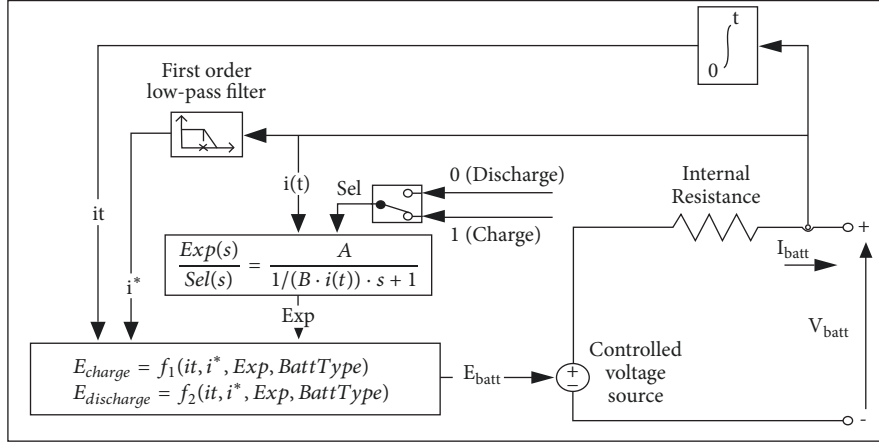 t
0
First order
low-pass filter
Internal
Resistance
it
i*
i(t)
Sel
0 (Discharge)
1 (Charge)
Exp(s)
Sel(s)
=
A
1/(B · i(t)) · s + 1
Exp
I_batt
+
V_batt
-
E_charge = f_1(it, i*, Exp, BattType)
E_discharge = f_2(it, i*, Exp, BattType)
E_batt
+
−
Controlled
voltage
source